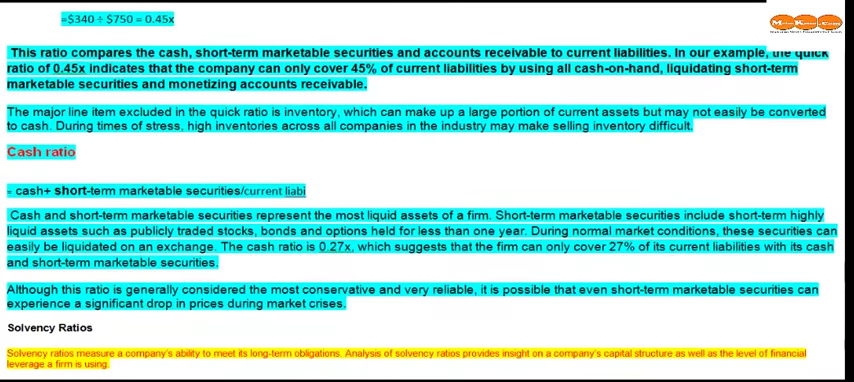 =$340 ÷ $750 = 0.45x
This ratio compares the cash, short-term marketable securities and accounts receivable to current liabilities. In our example, the quick
ratio of 0.45x indicates that the company can only cover 45% of current liabilities by using all cash-on-hand, liquidating short-term
marketable securities and monetizing accounts receivable.
The major line item excluded in the quick ratio is inventory, which can make up a large portion of current assets but may not easily be converted
to cash. During times of stress, high inventories across all companies in the industry may make selling inventory difficult.
Cash ratio
= cash+ short-term marketable securities/current liabi
Cash and short-term marketable securities represent the most liquid assets of a firm. Short-term marketable securities include short-term highly
liquid assets such as publicly traded stocks, bonds and options held for less than one year. During normal market conditions, these securities can
easily be liquidated on an exchange. The cash ratio is 0.27x, which suggests that the firm can only cover 27% of its current liabilities with its cash
and short-term marketable securities.
Although this ratio is generally considered the most conservative and very reliable, it is possible that even short-term marketable securities can
experience a significant drop in prices during market crises.
Solvency Ratios
Solvency ratios measure a company's ability to meet its long-term obligations. Analysis of solvency ratios provides insight on a company's capital structure as well as the level of financial
leverage a firm is using.